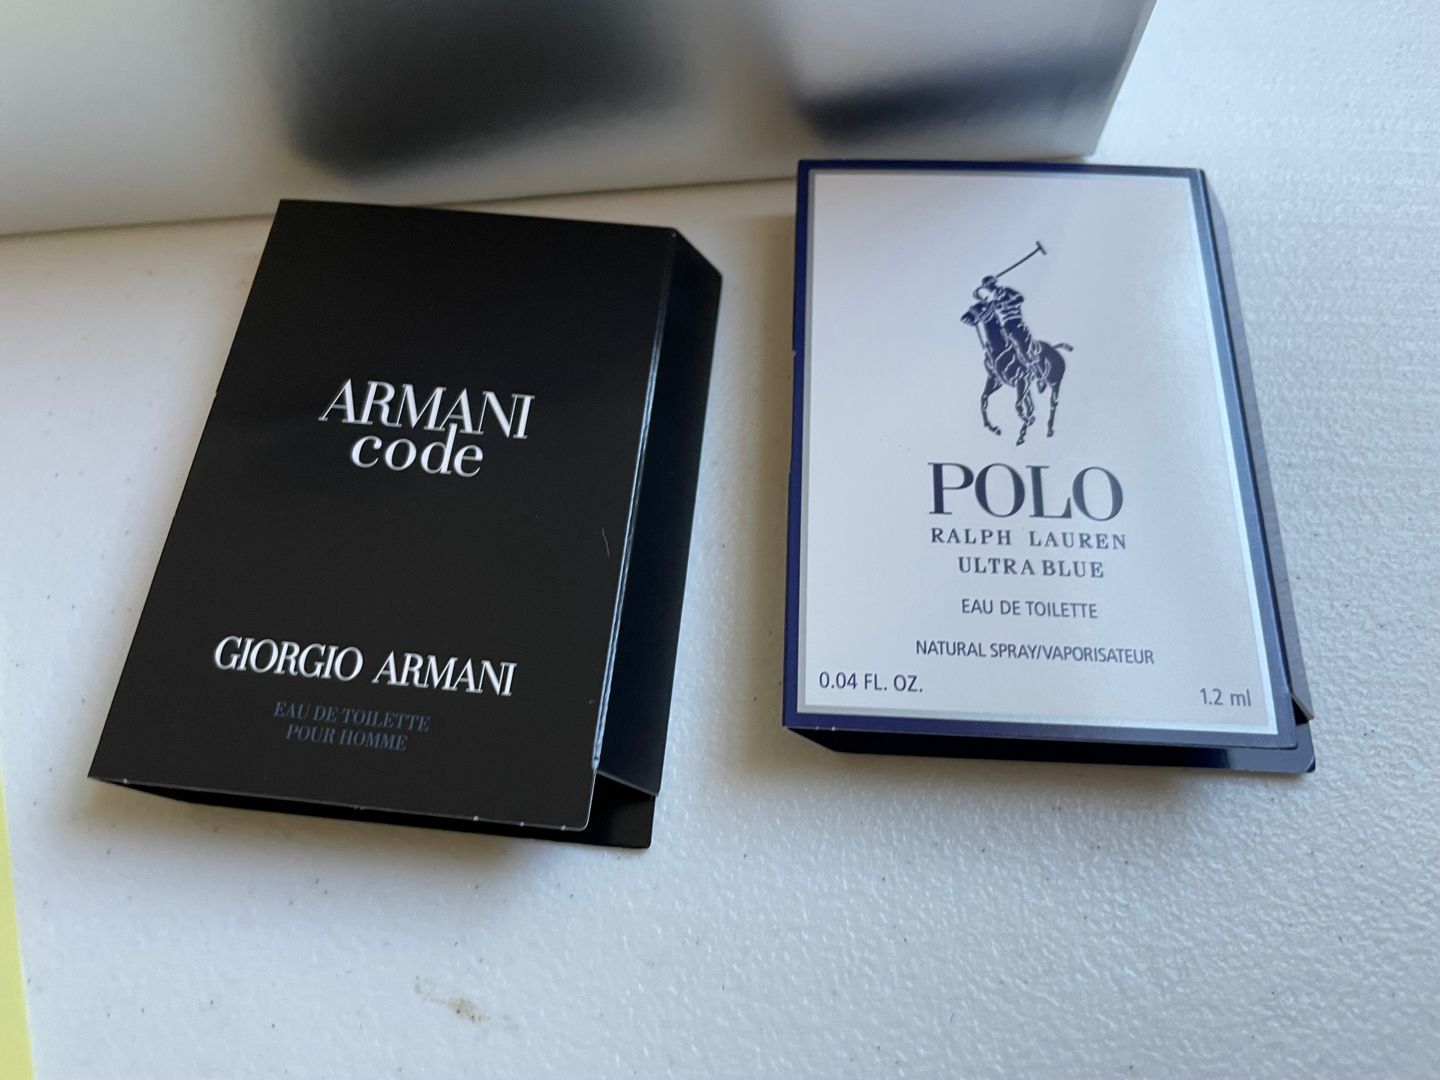 ARMANI
code
GIORGIO ARMANI
EAU DE TOILETTE
POUR HOMME
POLO
RALPH LAUREN
ULTRA BLUE
EAU DE TOILETTE
NATURAL SPRAY/VAPORISATEUR
0.04 FL. OZ.
1.2 ml